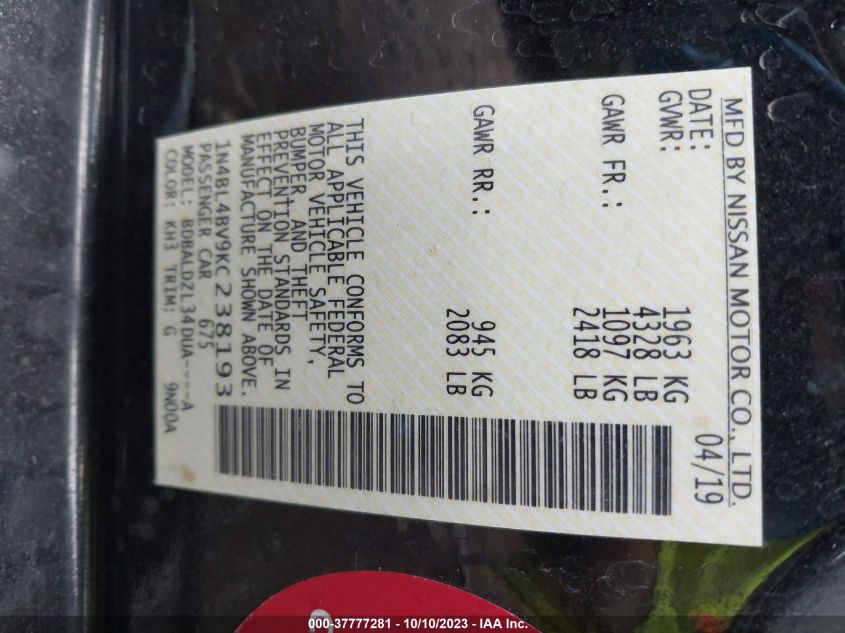 MFD BY NISSAN MOTOR CO., LTD.
DATE: 04/19
GVWR: 1963 KG
4328 LB
GAWR FR.: 1097 KG
2418 LB
GAWR RR.: 945 KG
2083 LB
THIS VEHICLE CONFORMS TO
ALL APPLICABLE FEDERAL
MOTOR VEHICLE SAFETY,
BUMPER AND THEFT
PREVENTION STANDARDS IN
EFFECT ON THE DATE OF
MANUFACTURE SHOWN ABOVE.
1N4BL4BV9KC238193
PASSENGER CAR 675
MODEL: BDBALDZL34DUA----A
COLOR: KH3 TRIM: G 9N00A
000-37777281 - 10/10/2023 - IAA Inc.